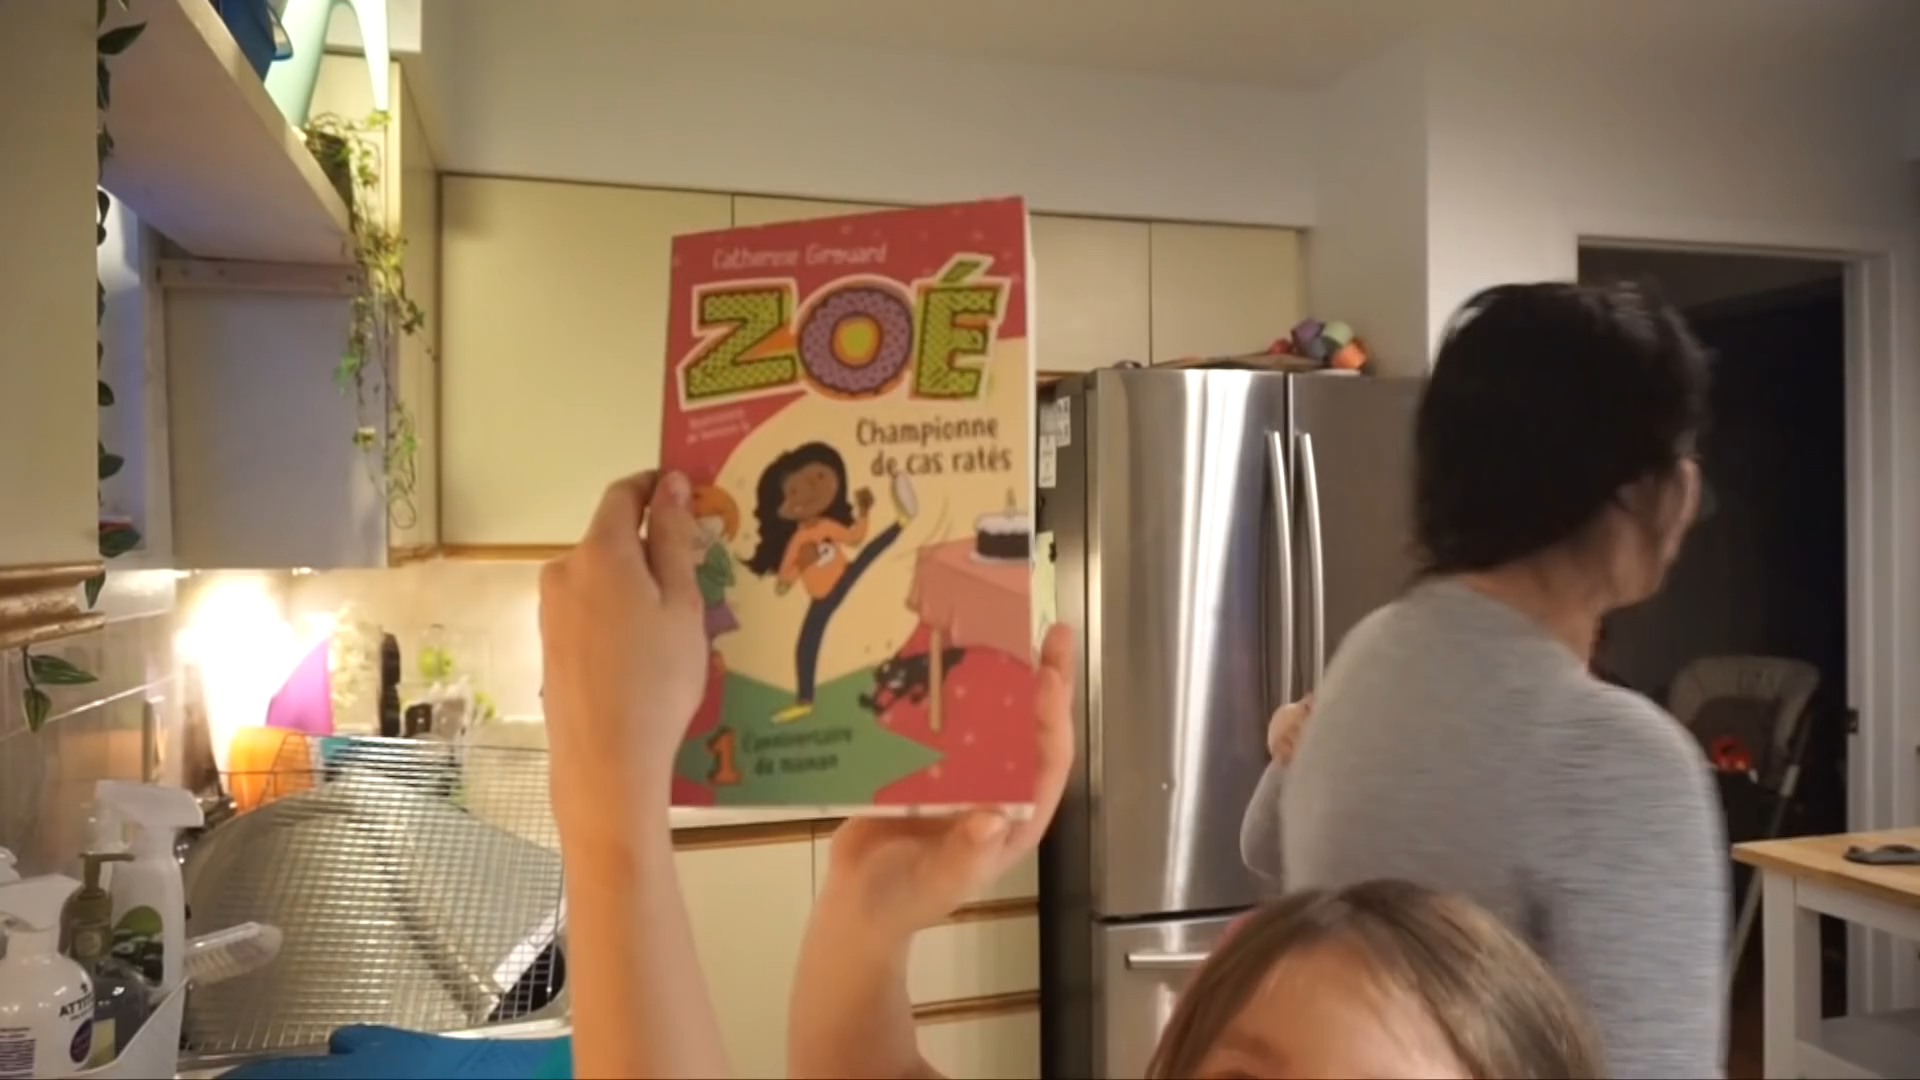 Catherine Girouard
ZOÉ
Championne
de cas ratés
1
L'anniversaire
de maman